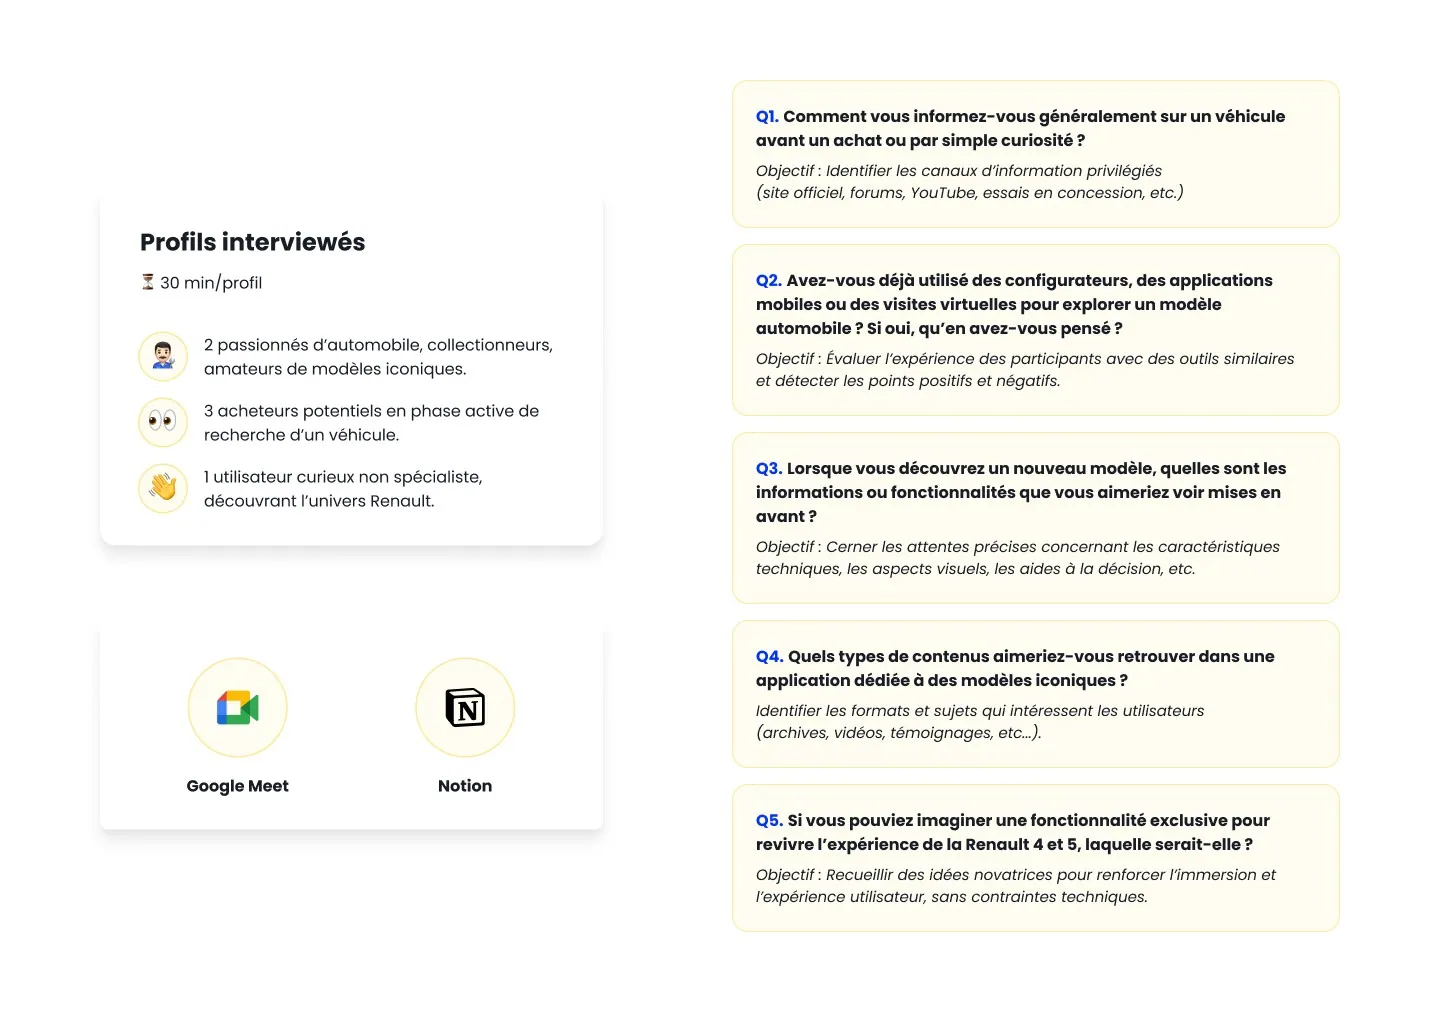 Profils interviewés
⏳ 30 min/profil
2 passionnés d’automobile, collectionneurs,
amateurs de modèles iconiques.
3 acheteurs potentiels en phase active de
recherche d’un véhicule.
1 utilisateur curieux non spécialiste,
découvrant l’univers Renault.
N
Google Meet
Notion
Q1. Comment vous informez-vous généralement sur un véhicule
avant un achat ou par simple curiosité ?
Objectif : Identifier les canaux d’information privilégiés
(site officiel, forums, YouTube, essais en concession, etc.)
Q2. Avez-vous déjà utilisé des configurateurs, des applications
mobiles ou des visites virtuelles pour explorer un modèle
automobile ? Si oui, qu’en avez-vous pensé ?
Objectif : Évaluer l’expérience des participants avec des outils similaires
et détecter les points positifs et négatifs.
Q3. Lorsque vous découvrez un nouveau modèle, quelles sont les
informations ou fonctionnalités que vous aimeriez voir mises en
avant ?
Objectif : Cerner les attentes précises concernant les caractéristiques
techniques, les aspects visuels, les aides à la décision, etc.
Q4. Quels types de contenus aimeriez-vous retrouver dans une
application dédiée à des modèles iconiques ?
Identifier les formats et sujets qui intéressent les utilisateurs
(archives, vidéos, témoignages, etc...).
Q5. Si vous pouviez imaginer une fonctionnalité exclusive pour
revivre l’expérience de la Renault 4 et 5, laquelle serait-elle ?
Objectif : Recueillir des idées novatrices pour renforcer l’immersion et
l’expérience utilisateur, sans contraintes techniques.